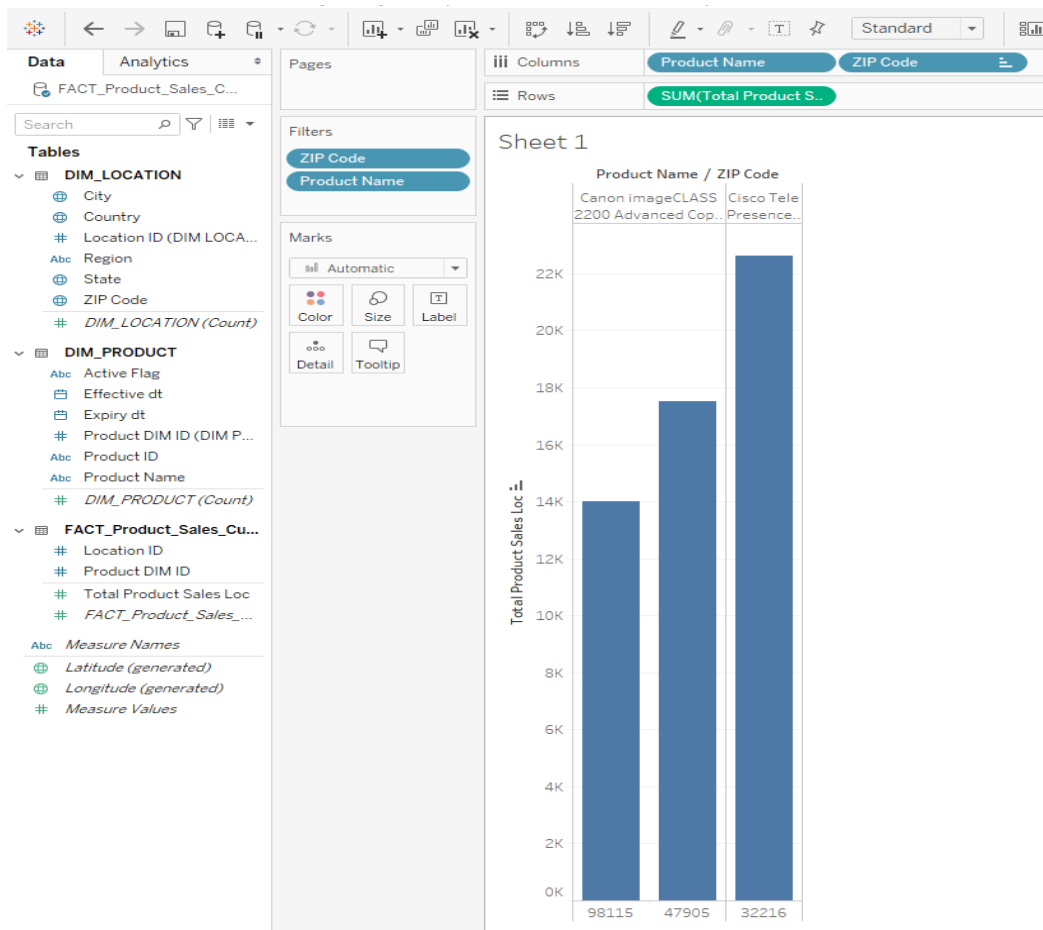 Standard
Data
Analytics
FACT_Product_Sales_C...
Search
Tables
DIM_LOCATION
City
Country
# Location ID (DIM LOCA...
Abc Region
State
ZIP Code
# DIM_LOCATION (Count)
DIM_PRODUCT
Abc Active Flag
Effective dt
Expiry dt
# Product DIM ID (DIM P...
Abc Product ID
Abc Product Name
# DIM_PRODUCT (Count)
FACT_Product_Sales_Cu...
# Location ID
# Product DIM ID
# Total Product Sales Loc
# FACT_Product_Sales_...
Abc Measure Names
Latitude (generated)
Longitude (generated)
# Measure Values
Pages
Filters
ZIP Code
Product Name
Marks
Automatic
Color
Size
T
Label
Detail
Tooltip
Columns
Product Name
ZIP Code
Rows
SUM(Total Product S..
Sheet 1
Product Name / ZIP Code
Canon imageCLASS
2200 Advanced Cop..
Cisco Tele
Presence..
22K
20K
18K
16K
14K
12K
10K
8K
6K
4K
2K
0K
Total Product Sales Loc
98115
47905
32216